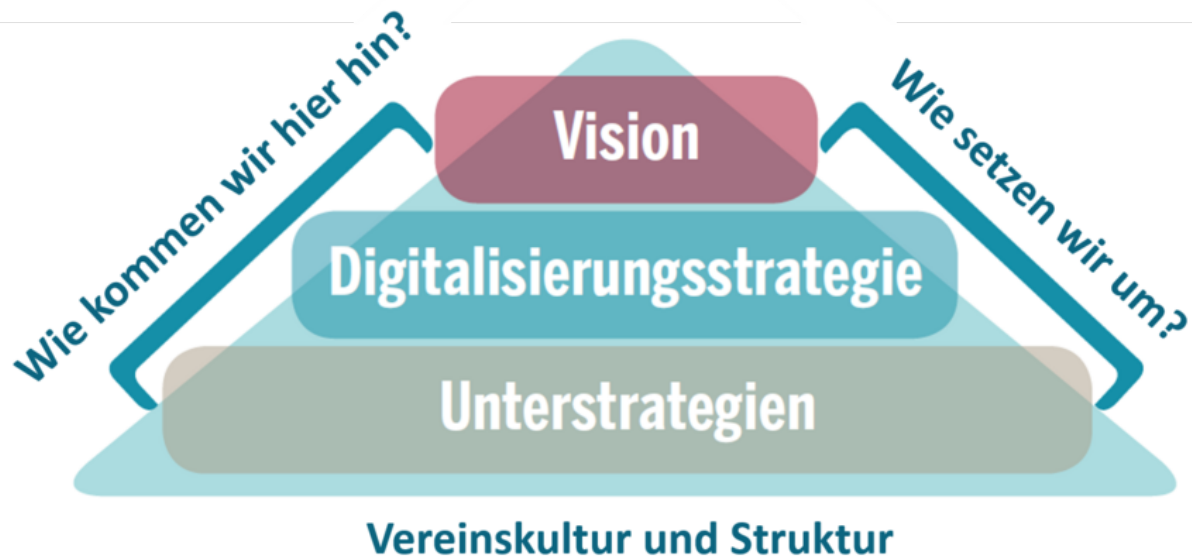 Wie kommen wir hier hin?
Wie setzen wir um?
Vision
Digitalisierungsstrategie
Unterstrategien
Vereinskultur und Struktur